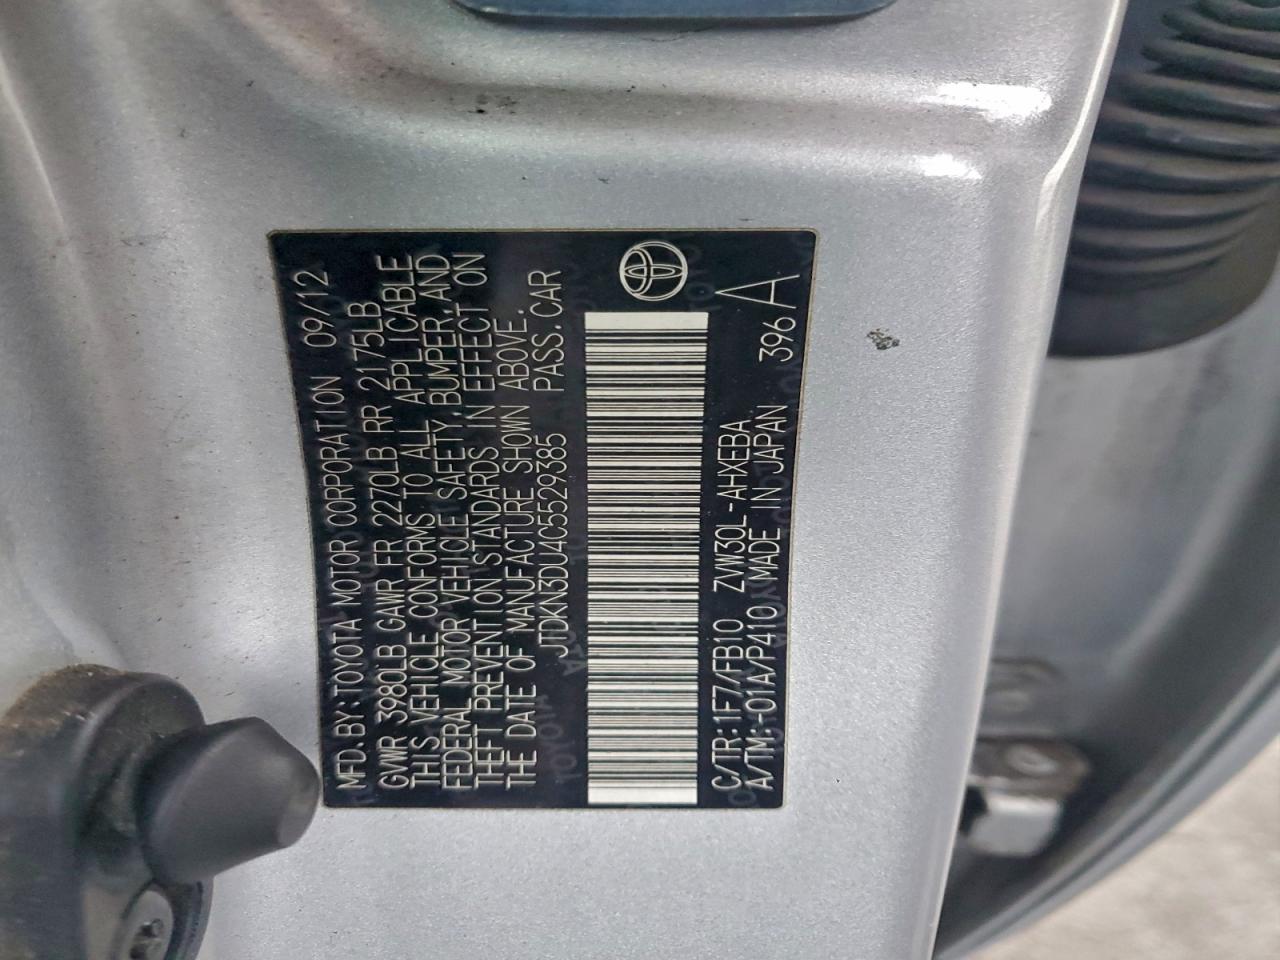 MFD.BY:TOYOTA MOTOR CORPORATION 09/12
GVWR 3980LB GAWR FR 2270LB RR 2175LB
THIS VEHICLE CONFORMS TO ALL APPLICABLE
FEDERAL MOTOR VEHICLE SAFETY,BUMPER,AND
THEFT PREVENTION STANDARDS IN EFFECT ON
THE DATE OF MANUFACTURE SHOWN ABOVE.
JTDKN3DU4C5529385 PASS.CAR
C/TR:1F7/FB10 ZVW30L-AHXEBA
A/TM:-01A/P410 MADE IN JAPAN 396 A